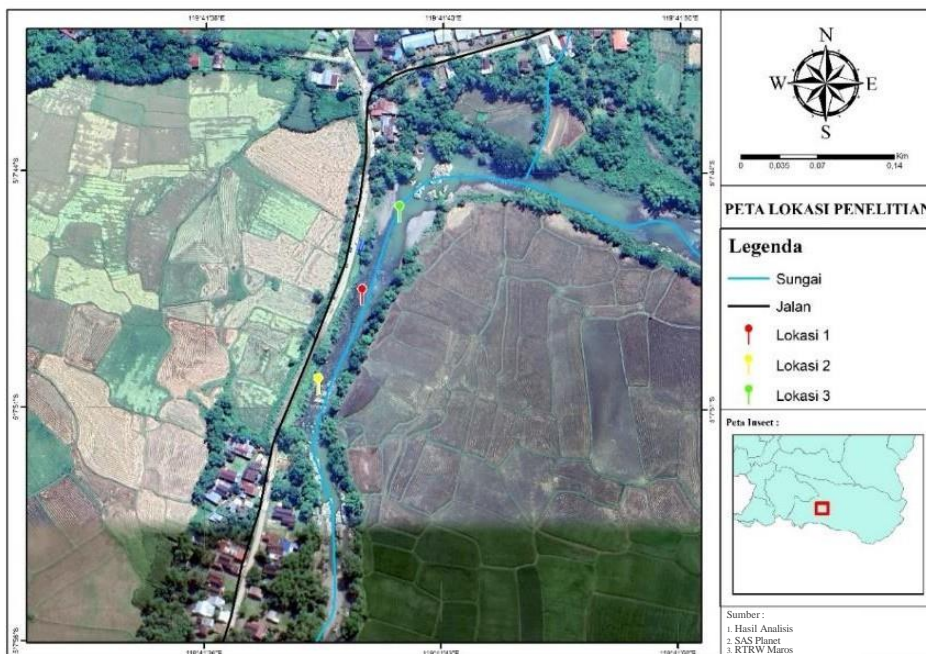 N
W E
S
Km
0 0,035 0,07 0,14
PETA LOKASI PENELITIAN
Legenda
Sungai
Jalan
Lokasi 1
Lokasi 2
Lokasi 3
Peta Insect :
Sumber :
1. Hasil Analisis
2. SAS Planet
3. RTRW Maros